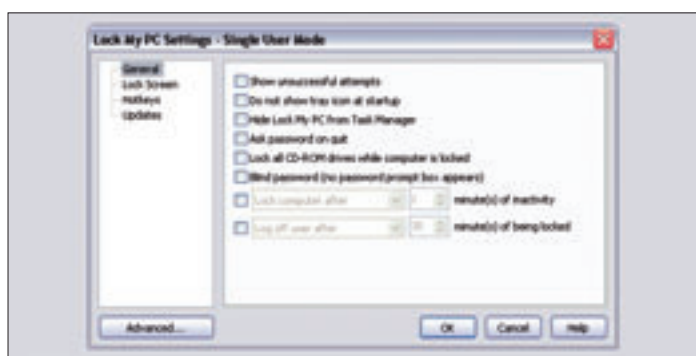 Lock My PC Settings - Single User Mode
General
Lock Screen
Hotkeys
Updates
Show unsuccessful attempts
Do not show tray icon at startup
Hide Lock My PC from Task Manager
Ask password on quit
Lock all CD-ROM drives while computer is locked
Blind password (no password prompt box appears)
Lock computer after minute(s) of inactivity
Log off user after minute(s) of being locked
Advanced...
OK Cancel Help